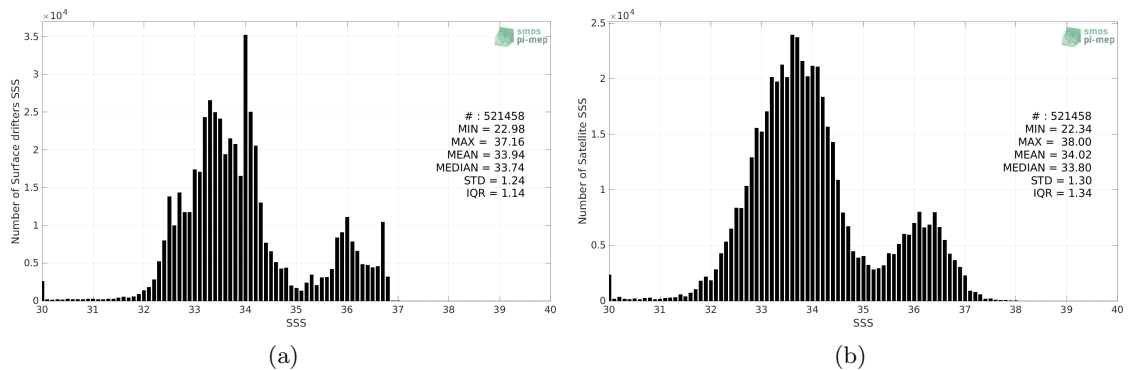 ×10⁴
3.5
3
2.5
2
1.5
1
0.5
0
30 31 32 33 34 35 36 37 38 39 40
SSS
Number of Surface drifters SSS
smos
pi-mep
# : 521458
MIN = 22.98
MAX = 37.16
MEAN = 33.94
MEDIAN = 33.74
STD = 1.24
IQR = 1.14
(a)
×10⁴
2.5
2
1.5
1
0.5
0
30 31 32 33 34 35 36 37 38 39 40
SSS
Number of Satellite SSS
smos
pi-mep
# : 521458
MIN = 22.34
MAX = 38.00
MEAN = 34.02
MEDIAN = 33.80
STD = 1.30
IQR = 1.34
(b)